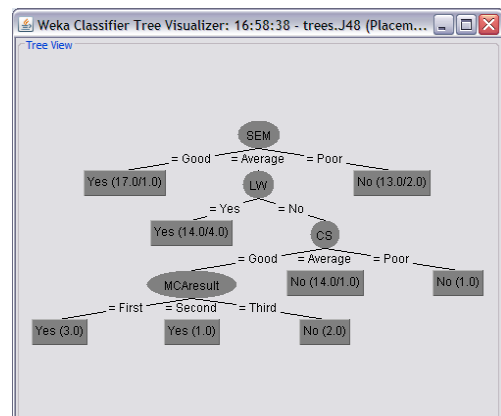 Weka Classifier Tree Visualizer: 16:58:38 - trees.J48 (Placem...
Tree View
SEM
= Good = Average = Poor
Yes (17.0/1.0) LW No (13.0/2.0)
= Yes = No
Yes (14.0/4.0) CS
= Good = Average = Poor
MCAresult No (14.0/1.0) No (1.0)
= First = Second = Third
Yes (3.0) Yes (1.0) No (2.0)